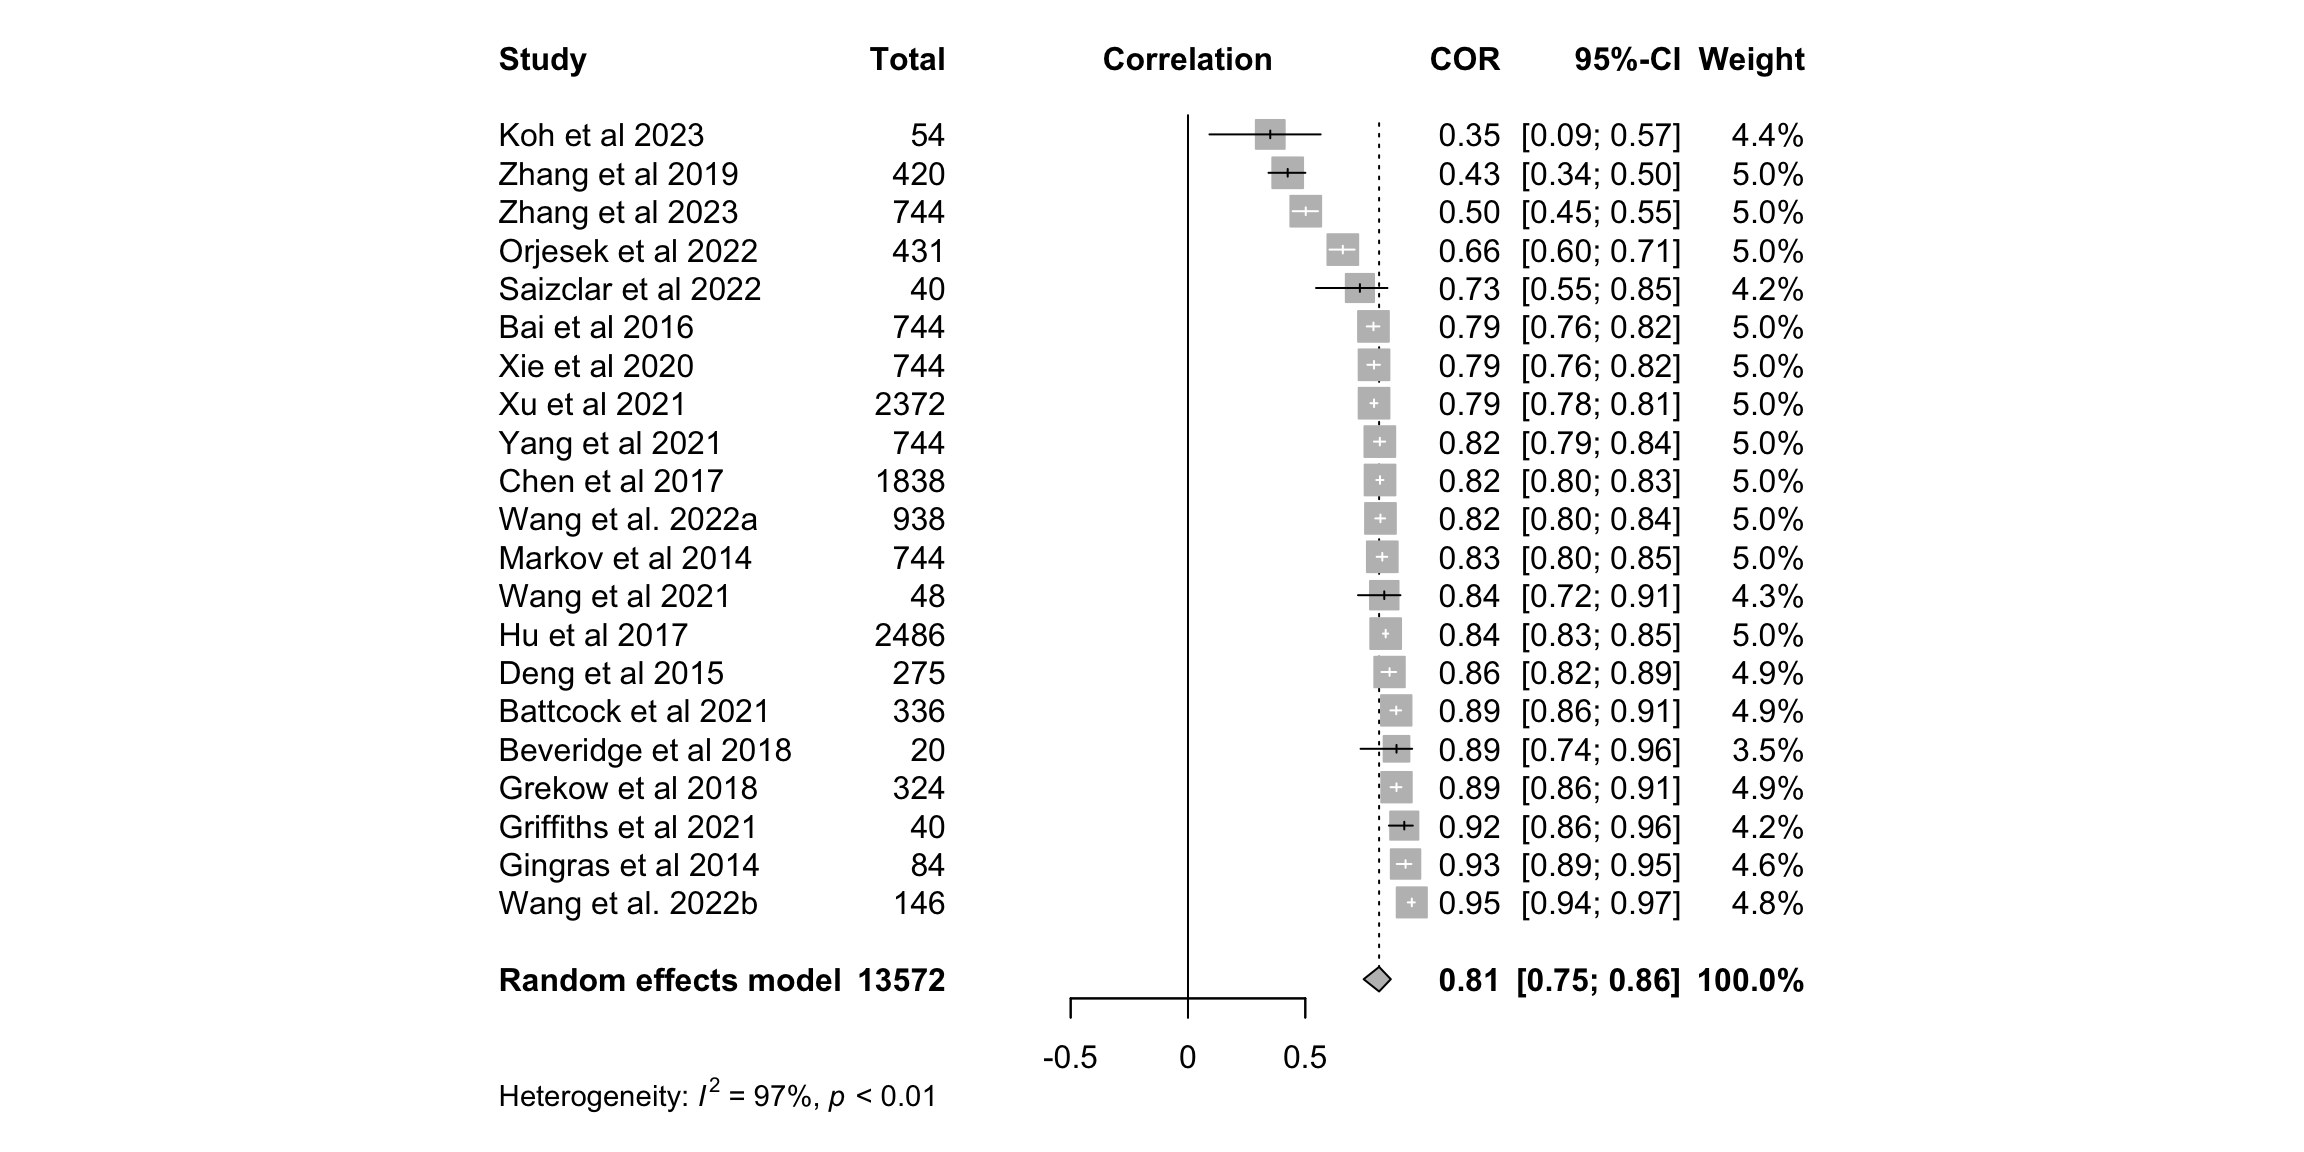 Study Total Correlation COR 95%-CI Weight
Koh et al 2023 54 0.35 [0.09; 0.57] 4.4%
Zhang et al 2019 420 0.43 [0.34; 0.50] 5.0%
Zhang et al 2023 744 0.50 [0.45; 0.55] 5.0%
Orjesek et al 2022 431 0.66 [0.60; 0.71] 5.0%
Saizclar et al 2022 40 0.73 [0.55; 0.85] 4.2%
Bai et al 2016 744 0.79 [0.76; 0.82] 5.0%
Xie et al 2020 744 0.79 [0.76; 0.82] 5.0%
Xu et al 2021 2372 0.79 [0.78; 0.81] 5.0%
Yang et al 2021 744 0.82 [0.79; 0.84] 5.0%
Chen et al 2017 1838 0.82 [0.80; 0.83] 5.0%
Wang et al. 2022a 938 0.82 [0.80; 0.84] 5.0%
Markov et al 2014 744 0.83 [0.80; 0.85] 5.0%
Wang et al 2021 48 0.84 [0.72; 0.91] 4.3%
Hu et al 2017 2486 0.84 [0.83; 0.85] 5.0%
Deng et al 2015 275 0.86 [0.82; 0.89] 4.9%
Battcock et al 2021 336 0.89 [0.86; 0.91] 4.9%
Beveridge et al 2018 20 0.89 [0.74; 0.96] 3.5%
Grekow et al 2018 324 0.89 [0.86; 0.91] 4.9%
Griffiths et al 2021 40 0.92 [0.86; 0.96] 4.2%
Gingras et al 2014 84 0.93 [0.89; 0.95] 4.6%
Wang et al. 2022b 146 0.95 [0.94; 0.97] 4.8%
Random effects model 13572 0.81 [0.75; 0.86] 100.0%
-0.5 0 0.5
Heterogeneity: I² = 97%, p < 0.01